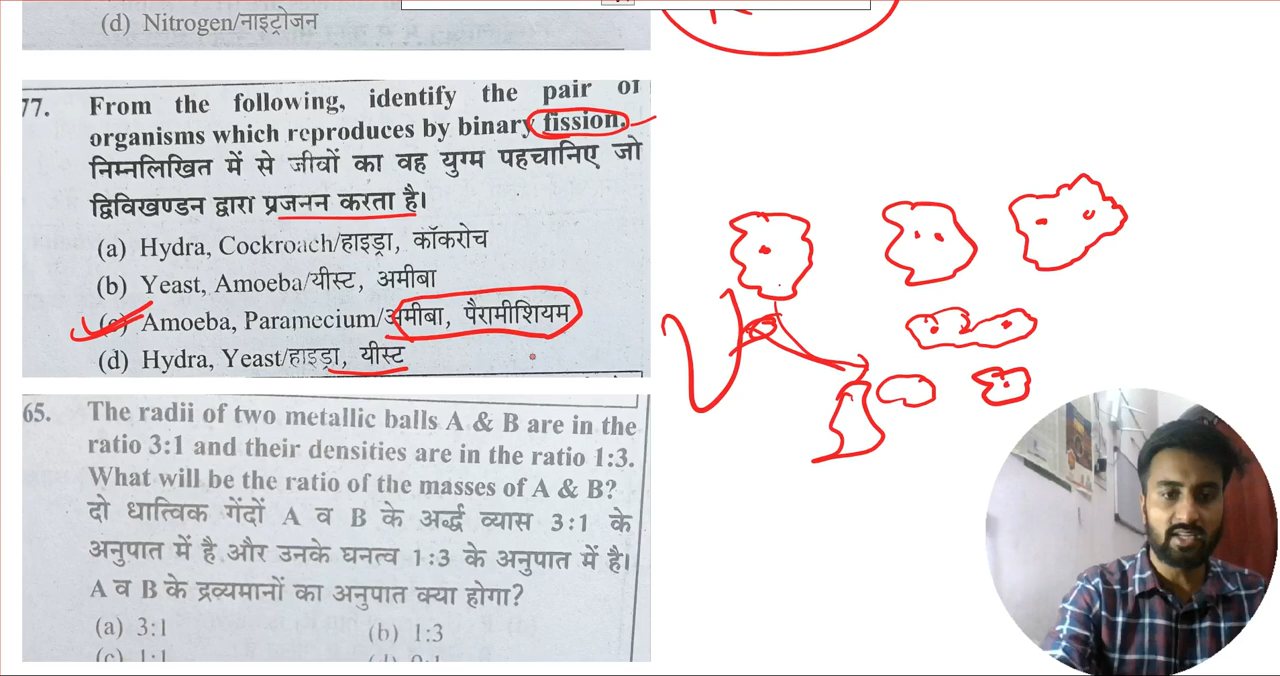 (d) Nitrogen/नाइट्रोजन
77. From the following, identify the pair of
organisms which reproduces by binary fission.
निम्नलिखित में से जीवों का वह युग्म पहचानिए जो
द्विविखण्डन द्वारा प्रजनन करता है।
(a) Hydra, Cockroach/हाइड्रा, कॉकरोच
(b) Yeast, Amoeba/यीस्ट, अमीबा
(c) Amoeba, Paramecium/अमीबा, पैरामीशियम
(d) Hydra, Yeast/हाइड्रा, यीस्ट
65. The radii of two metallic balls A & B are in the
ratio 3:1 and their densities are in the ratio 1:3.
What will be the ratio of the masses of A & B?
दो धात्विक गेंदों A व B के अर्द्ध व्यास 3:1 के
अनुपात में है और उनके घनत्व 1:3 के अनुपात में है।
A व B के द्रव्यमानों का अनुपात क्या होगा?
(a) 3:1 (b) 1:3